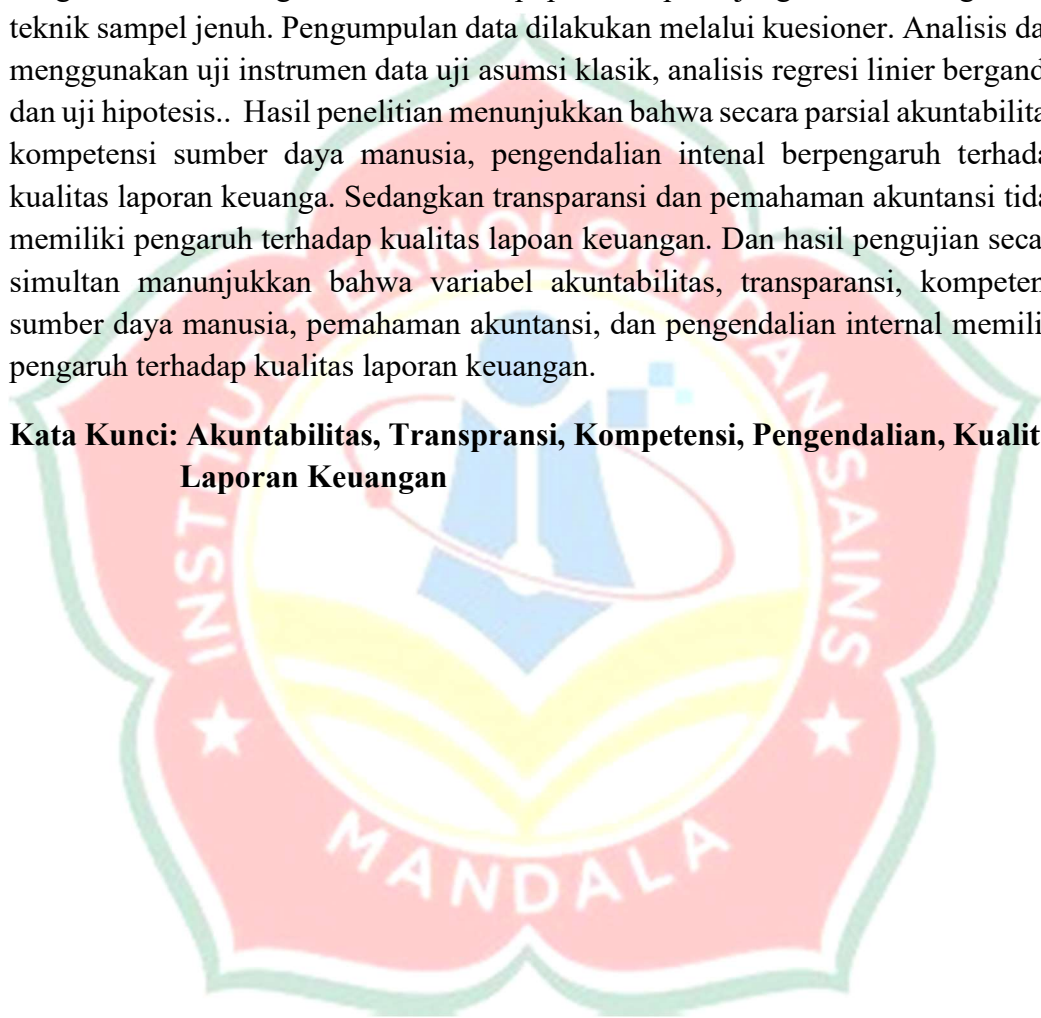 teknik sampel jenuh. Pengumpulan data dilakukan melalui kuesioner. Analisis da
menggunakan uji instrumen data uji asumsi klasik, analisis regresi linier bergand
dan uji hipotesis.. Hasil penelitian menunjukkan bahwa secara parsial akuntabilita
kompetensi sumber daya manusia, pengendalian intenal berpengaruh terhada
kualitas laporan keuanga. Sedangkan transparansi dan pemahaman akuntansi tida
memiliki pengaruh terhadap kualitas lapoan keuangan. Dan hasil pengujian seca
simultan manunjukkan bahwa variabel akuntabilitas, transparansi, kompeten
sumber daya manusia, pemahaman akuntansi, dan pengendalian internal memili
pengaruh terhadap kualitas laporan keuangan.
Kata Kunci: Akuntabilitas, Transpransi, Kompetensi, Pengendalian, Kualit
Laporan Keuangan
INSTITUT TEKNOLOGI DAN SAINS
MANDALA